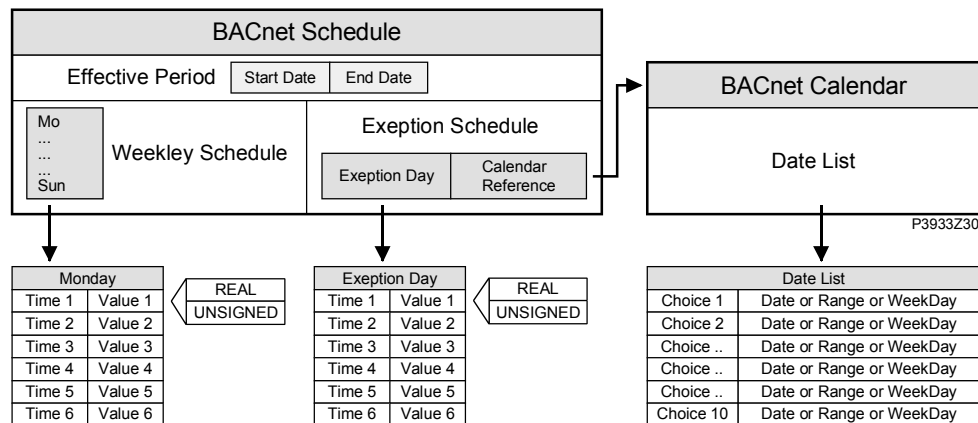 BACnet Schedule
Effective Period Start Date End Date
Mo
...
...
...
Sun
Weekley Schedule
Exeption Schedule
Exeption Day
Calendar
Reference
BACnet Calendar
Date List
P3933Z30
Monday
Time 1 Value 1
Time 2 Value 2
Time 3 Value 3
Time 4 Value 4
Time 5 Value 5
Time 6 Value 6
REAL
UNSIGNED
Exeption Day
Time 1 Value 1
Time 2 Value 2
Time 3 Value 3
Time 4 Value 4
Time 5 Value 5
Time 6 Value 6
REAL
UNSIGNED
Date List
Choice 1 Date or Range or WeekDay
Choice 2 Date or Range or WeekDay
Choice .. Date or Range or WeekDay
Choice .. Date or Range or WeekDay
Choice .. Date or Range or WeekDay
Choice 10 Date or Range or WeekDay